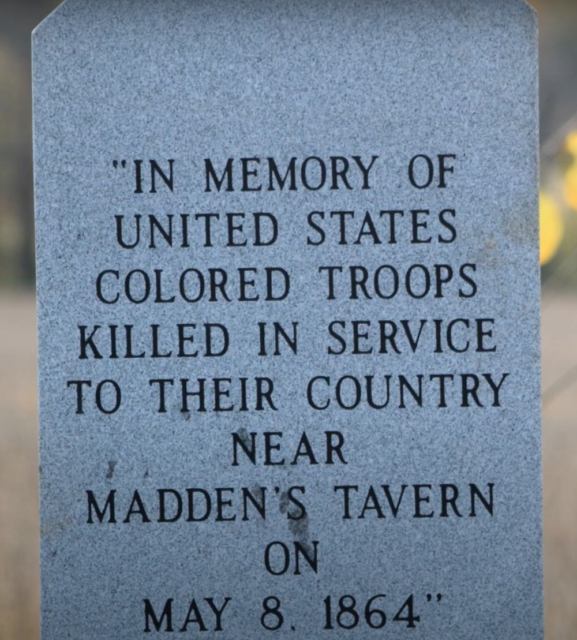 "IN MEMORY OF
UNITED STATES
COLORED TROOPS
KILLED IN SERVICE
TO THEIR COUNTRY
NEAR
MADDEN'S TAVERN
ON
MAY 8, 1864"